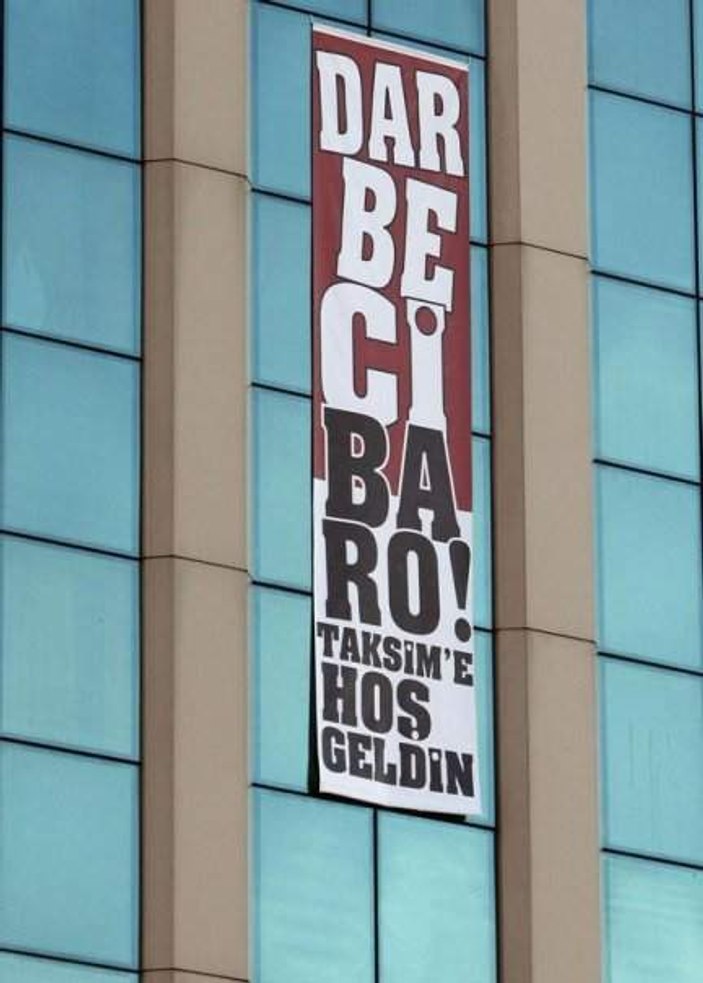 DAR
BE
Cİ
BA
RO!
TAKSİM'E
HOŞ
GELDİN